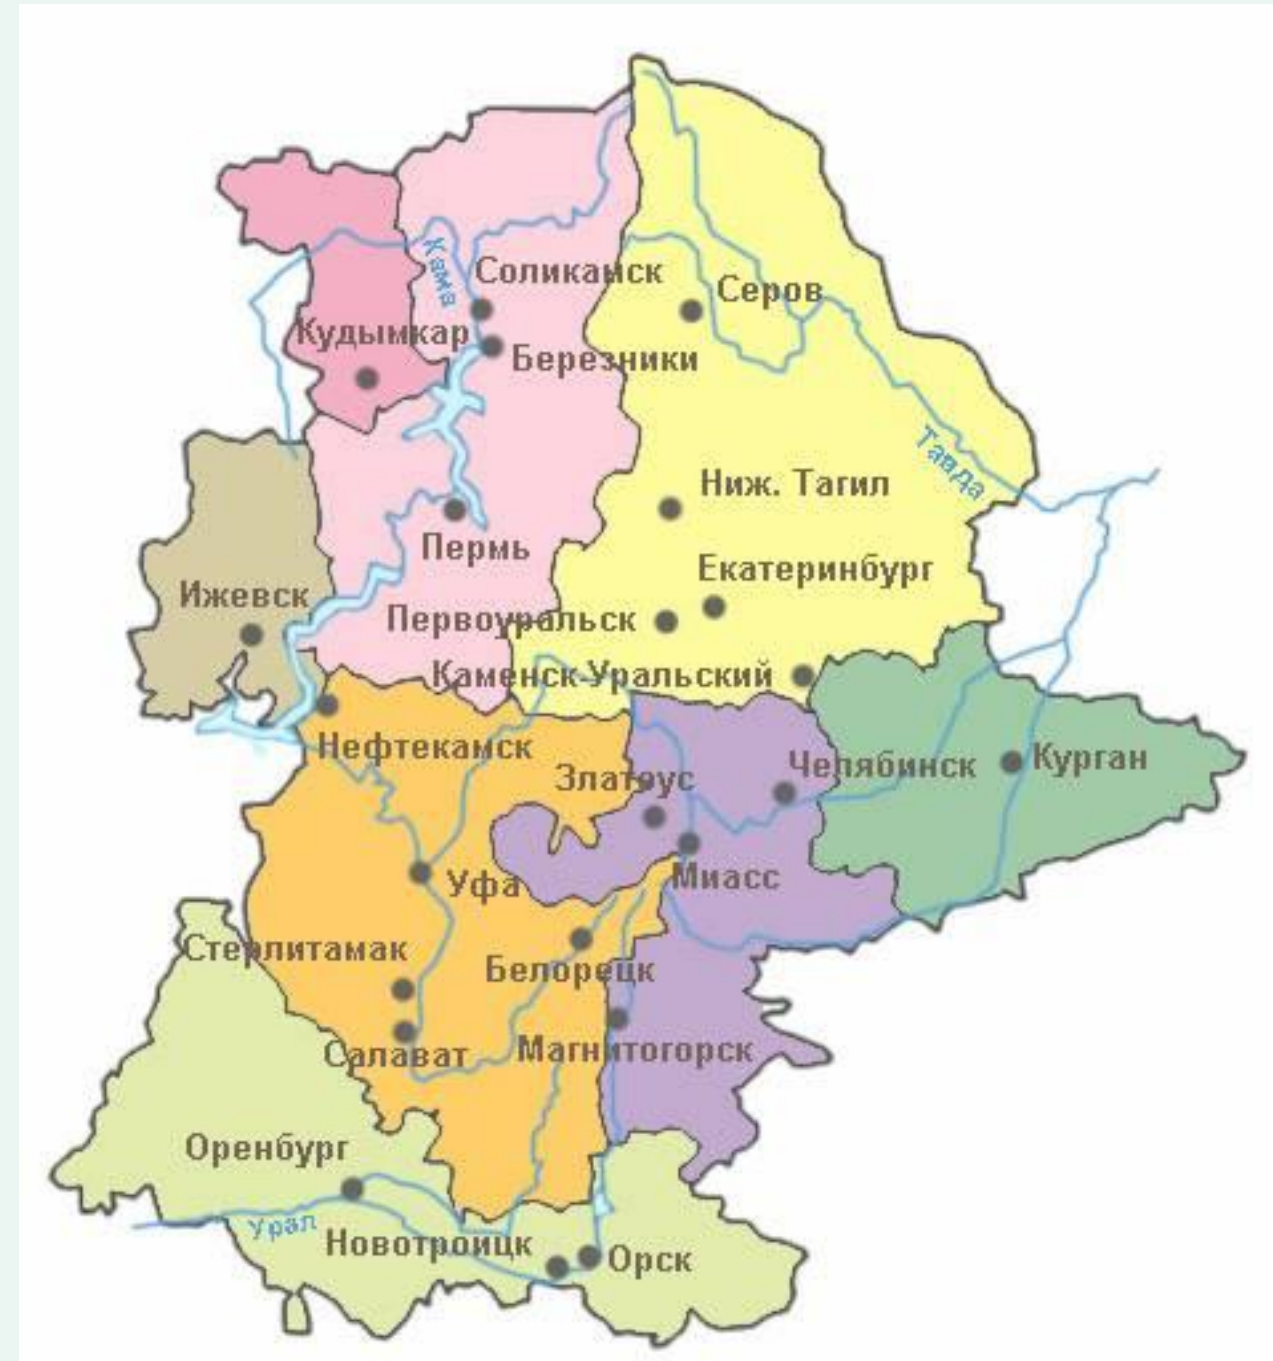 Кама
Соликамск
Серов
Кудымкар
Березники
Тавда
Ниж. Тагил
Пермь
Екатеринбург
Ижевск
Первоуральск
Каменск-Уральский
Нефтекамск
Златоус
Челябинск
Курган
Уфа
Миасс
Стерлитамак
Белорецк
Салават
Магнитогорск
Оренбург
Урал
Новотроицк
Орск